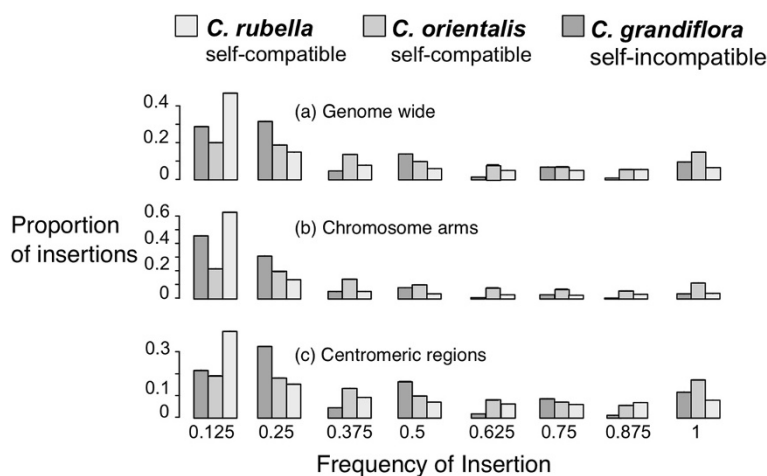 C. rubella
self-compatible
C. orientalis
self-compatible
C. grandiflora
self-incompatible
0.4
0.2
0
(a) Genome wide
Proportion
of insertions
0.6
0.4
0.2
0
(b) Chromosome arms
0.3
0.1
0
(c) Centromeric regions
0.125 0.25 0.375 0.5 0.625 0.75 0.875 1
Frequency of Insertion